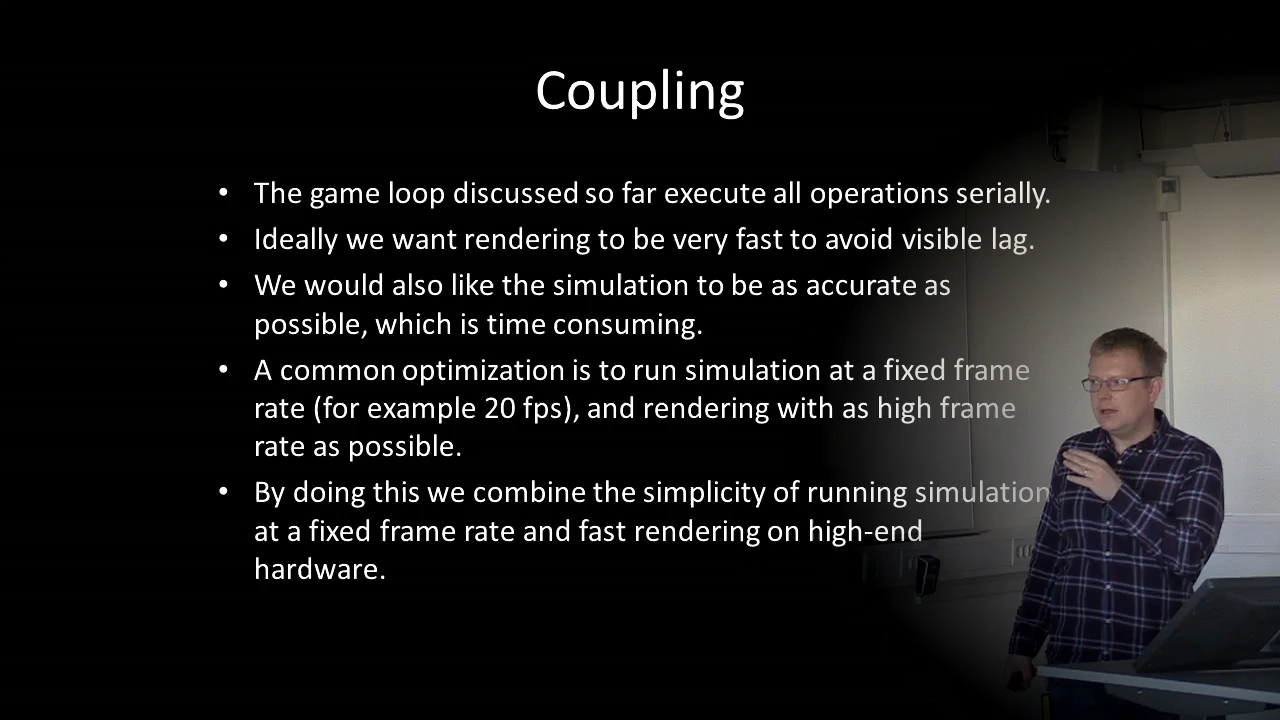 Coupling
• The game loop discussed so far execute all operations serially.
• Ideally we want rendering to be very fast to avoid visible lag.
• We would also like the simulation to be as accurate as
possible, which is time consuming.
• A common optimization is to run simulation at a fixed frame
rate (for example 20 fps), and rendering with as high frame
rate as possible.
• By doing this we combine the simplicity of running simulation
at a fixed frame rate and fast rendering on high-end
hardware.